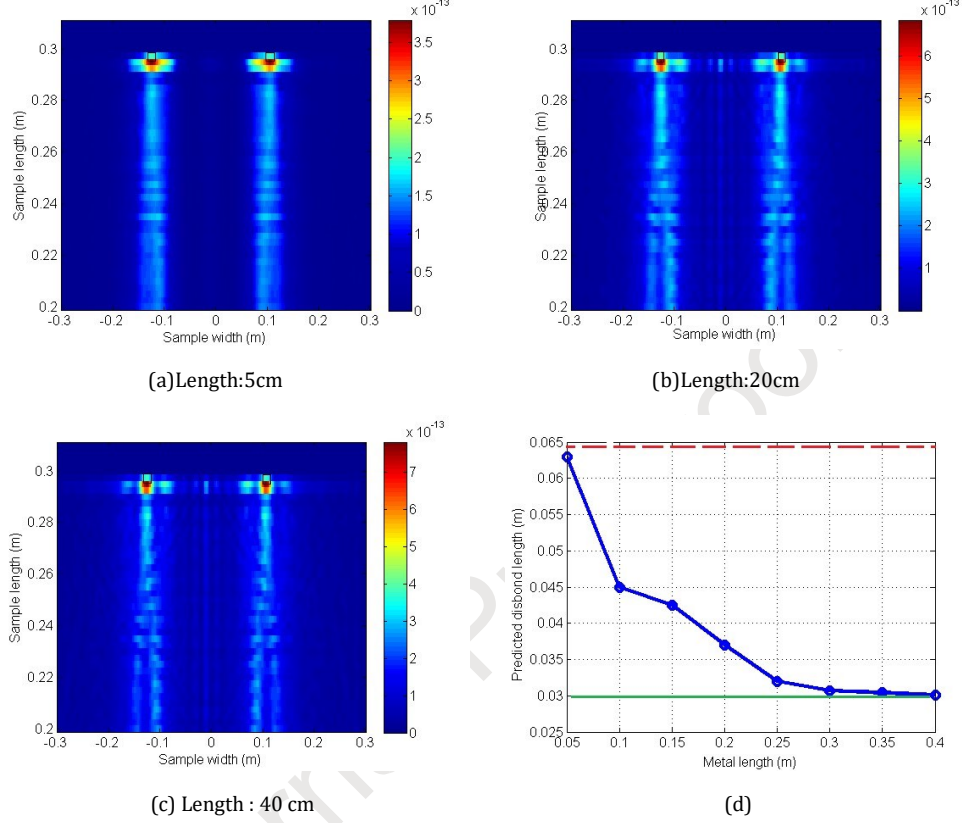 x 10-13
0.3
0.28
0.26
0.24
0.22
0.2
Sample length (m)
-0.3 -0.2 -0.1 0 0.1 0.2 0.3
Sample width (m)
3.5
3
2.5
2
1.5
1
0.5
0
(a)Length:5cm
x 10-13
0.3
0.28
0.26
0.24
0.22
0.2
Sample length (m)
-0.3 -0.2 -0.1 0 0.1 0.2 0.3
Sample width (m)
6
5
4
3
2
1
(b)Length:20cm
x 10-13
0.3
0.28
0.26
0.24
0.22
0.2
Sample length (m)
-0.3 -0.2 -0.1 0 0.1 0.2 0.3
Sample width (m)
7
6
5
4
3
2
1
0
(c) Length : 40 cm
0.065
0.06
0.055
0.05
0.045
0.04
0.035
0.03
0.025
Predicted disbond length (m)
0.05 0.1 0.15 0.2 0.25 0.3 0.35 0.4
Metal length (m)
(d)